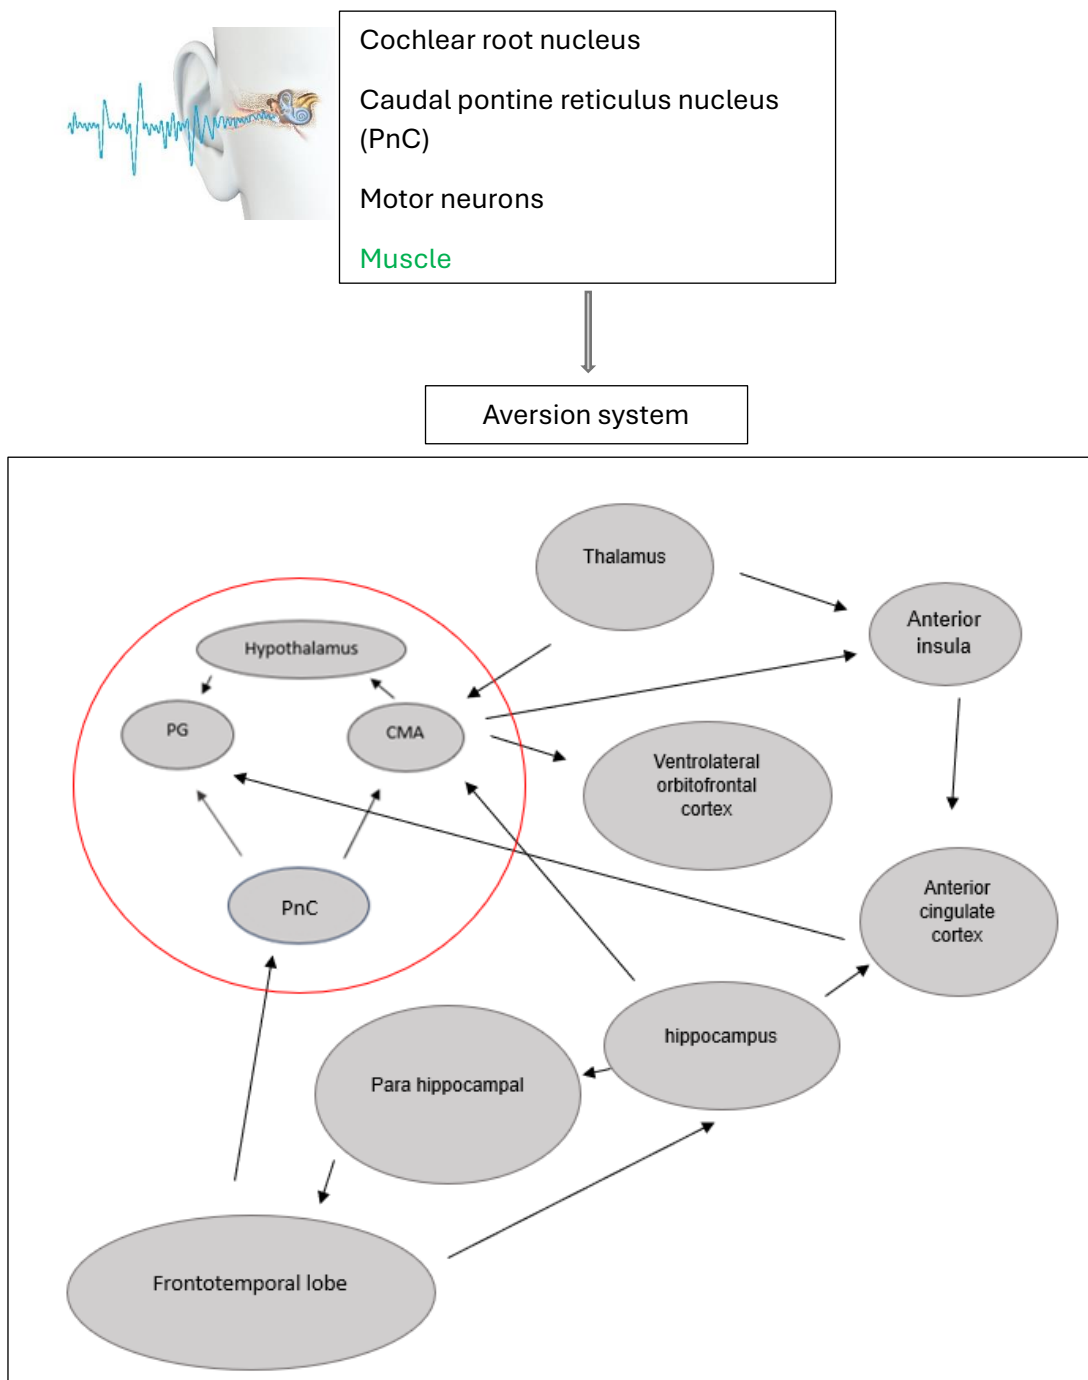 Cochlear root nucleus
Caudal pontine reticulus nucleus
(PnC)
Motor neurons
Muscle
Aversion system
Thalamus
Anterior
insula
Hypothalamus
PG
CMA
Ventrolateral
orbitofrontal
cortex
PnC
Anterior
cingulate
cortex
hippocampus
Para hippocampal
Frontotemporal lobe